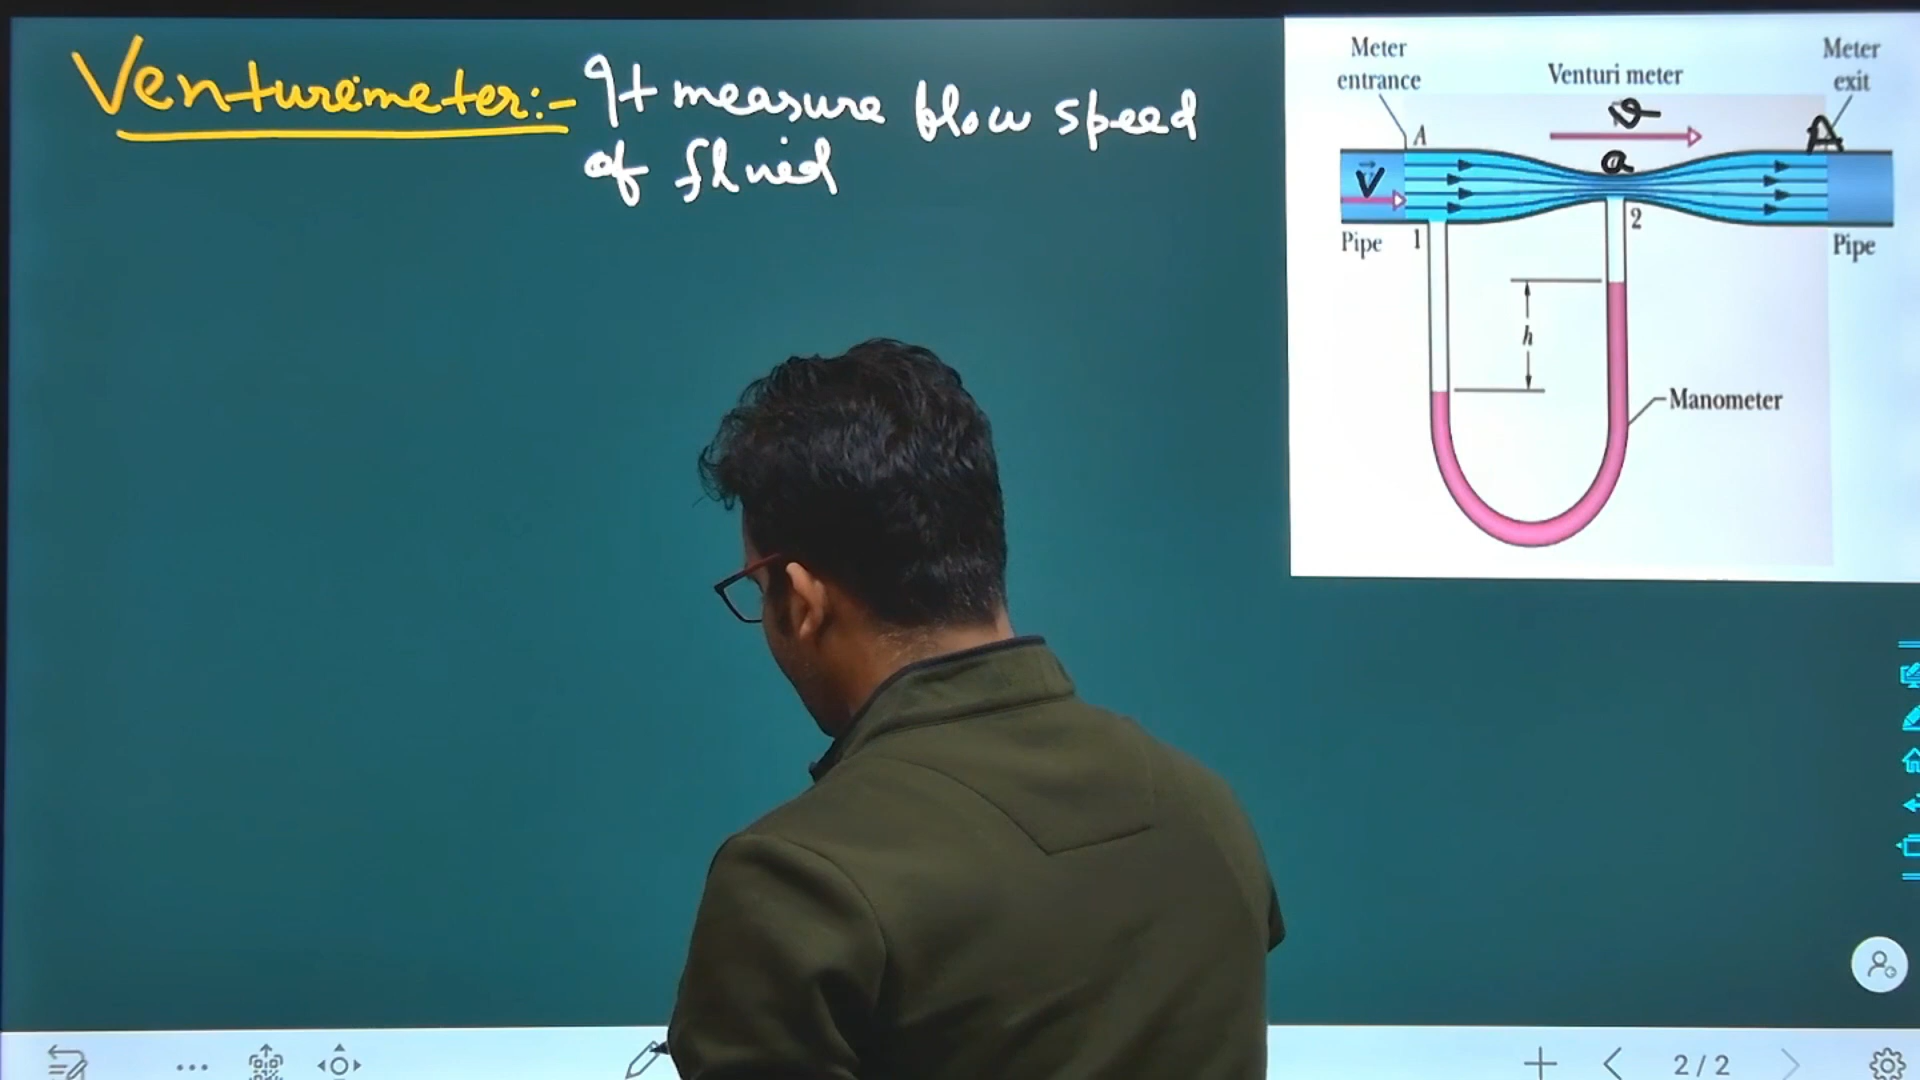 Venturimeter:- It measure flow speed
of fluid
Meter
entrance
Venturi meter
Meter
exit
v
A
A
a
V
Pipe
1
2
Pipe
h
Manometer
2/2